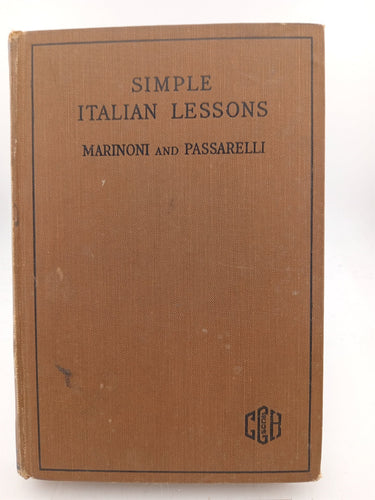 SIMPLE
ITALIAN LESSONS
MARINONI AND PASSARELLI